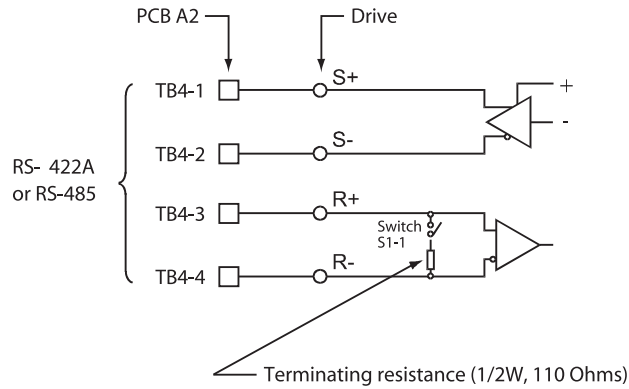 PCB A2
Drive
TB4-1
S+
+
-
TB4-2
S-
RS- 422A
or RS-485
TB4-3
R+
Switch
S1-1
TB4-4
R-
Terminating resistance (1/2W, 110 Ohms)